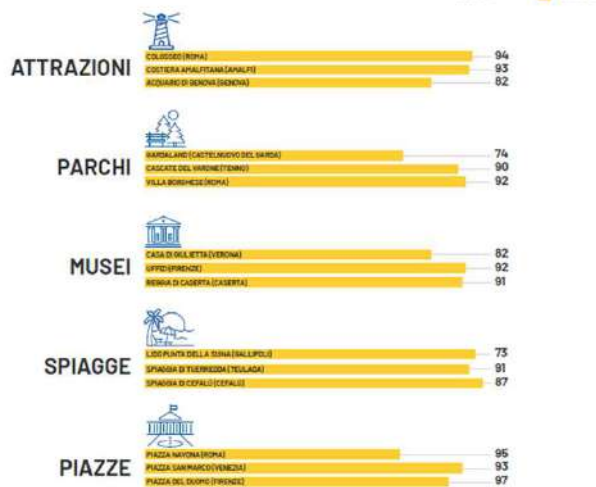 ATTRAZIONI
COLOSSEO (ROMA) 94
COSTIERA AMALFITANA (AMALFI) 93
ACQUARIO DI GENOVA (GENOVA) 82
PARCHI
GARDALAND (CASTELNUOVO DEL GARDA) 74
CASCATE DEL VARONE (TENNO) 90
VILLA BORGHESE (ROMA) 92
MUSEI
CASA DI GIULIETTA (VERONA) 82
UFFIZI (FIRENZE) 92
REGGIA DI CASERTA (CASERTA) 91
SPIAGGE
LIDO PUNTA DELLA SUINA (GALLIPOLI) 73
SPIAGGIA DI TUERREDDA (TEULADA) 91
SPIAGGIA DI CEFALÙ (CEFALÙ) 87
PIAZZE
PIAZZA NAVONA (ROMA) 95
PIAZZA SAN MARCO (VENEZIA) 93
PIAZZA DEL DUOMO (FIRENZE) 97